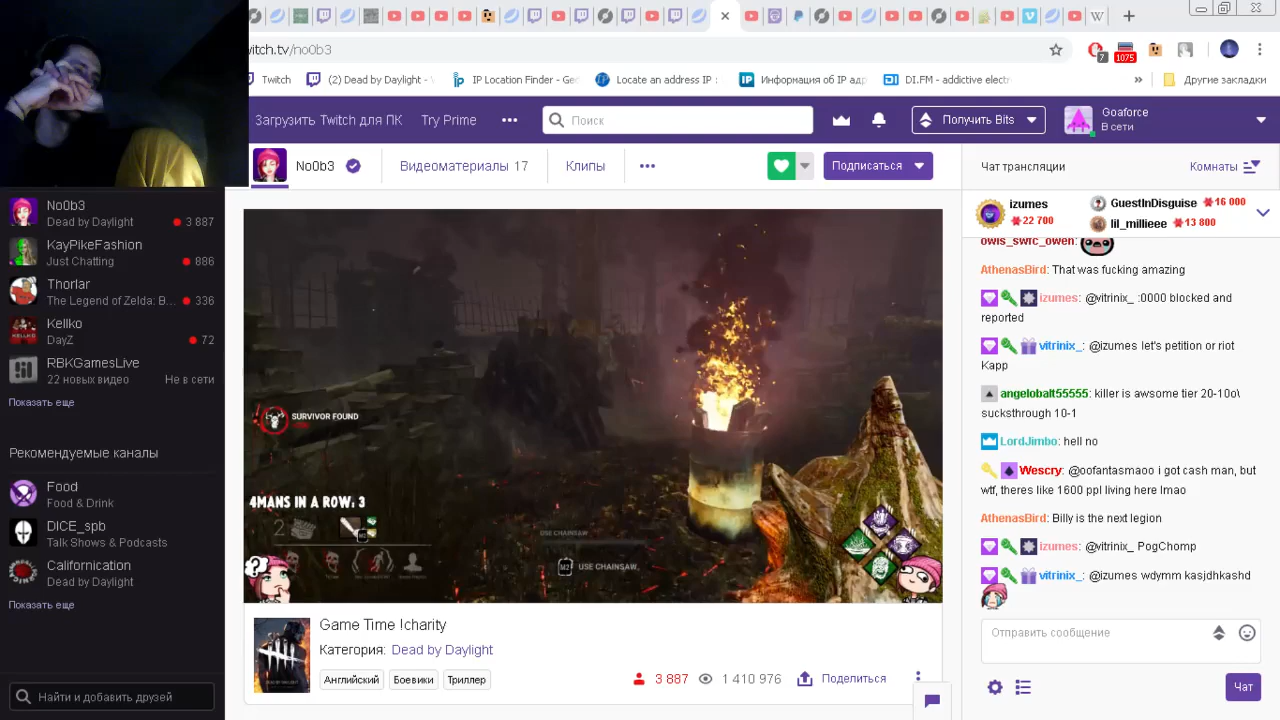 7
1075
itch.tv/no0b3
Twitch
(2) Dead by Daylight -
IP Location Finder - Ge
Locate an address IP :
Информация об IP адр
DI.FM - addictive elect
»
Другие закладки
Загрузить Twitch для ПК
Try Prime
Поиск
Получить Bits
Goaforce
В сети
No0b3
Видеоматериалы 17
Клипы
Подписаться
Чат трансляции
Комнаты
No0b3
Dead by Daylight
3 887
KayPikeFashion
Just Chatting
886
Thorlar
The Legend of Zelda: B...
336
Kellko
DayZ
72
RBKGamesLive
22 новых видео
Не в сети
Показать еще
Рекомендуемые каналы
Food
Food & Drink
DICE_spb
Talk Shows & Podcasts
Californication
Dead by Daylight
Показать еще
Найти и добавить друзей
SURVIVOR FOUND
4MANS IN A ROW: 3
2
M2
USE CHAINSAW
M2 USE CHAINSAW
Game Time !charity
Категория: Dead by Daylight
Английский
Боевики
Триллер
3 887
1 410 976
Поделиться
izumes
22 700
GuestInDisguise
16 000
lil_millieee
13 800
owls_swfc_owen:
AthenasBird: That was fucking amazing
izumes: @vitrinix_ :0000 blocked and
reported
vitrinix_: @izumes let's petition or riot
Kapp
angelobalt55555: killer is awsome tier 20-10o\
sucksthrough 10-1
LordJimbo: hell no
Wescry: @oofantasmaoo i got cash man, but
wtf, theres like 1600 ppl living here lmao
AthenasBird: Billy is the next legion
izumes: @vitrinix_ PogChomp
vitrinix_: @izumes wdymm kasjdhkashd
Отправить сообщение
Чат